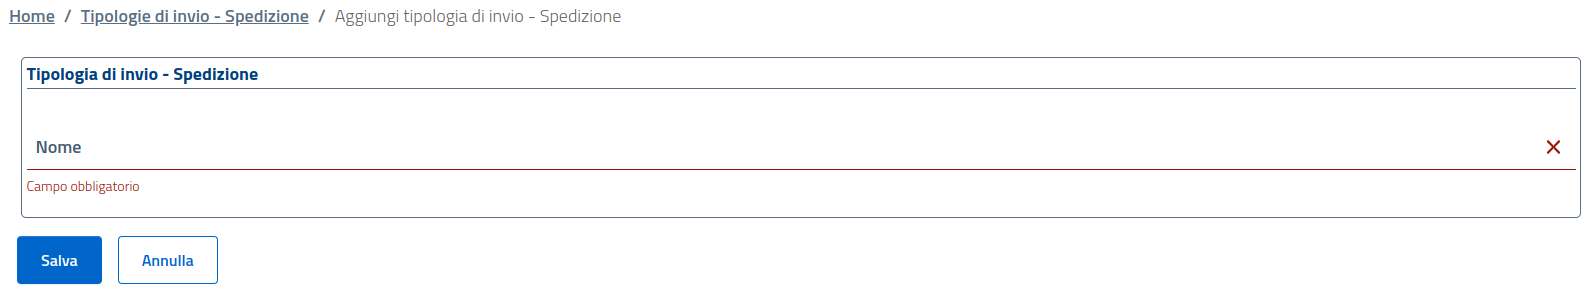 Home / Tipologie di invio - Spedizione / Aggiungi tipologia di invio - Spedizione
Tipologia di invio - Spedizione
Nome
Campo obbligatorio
Salva Annulla